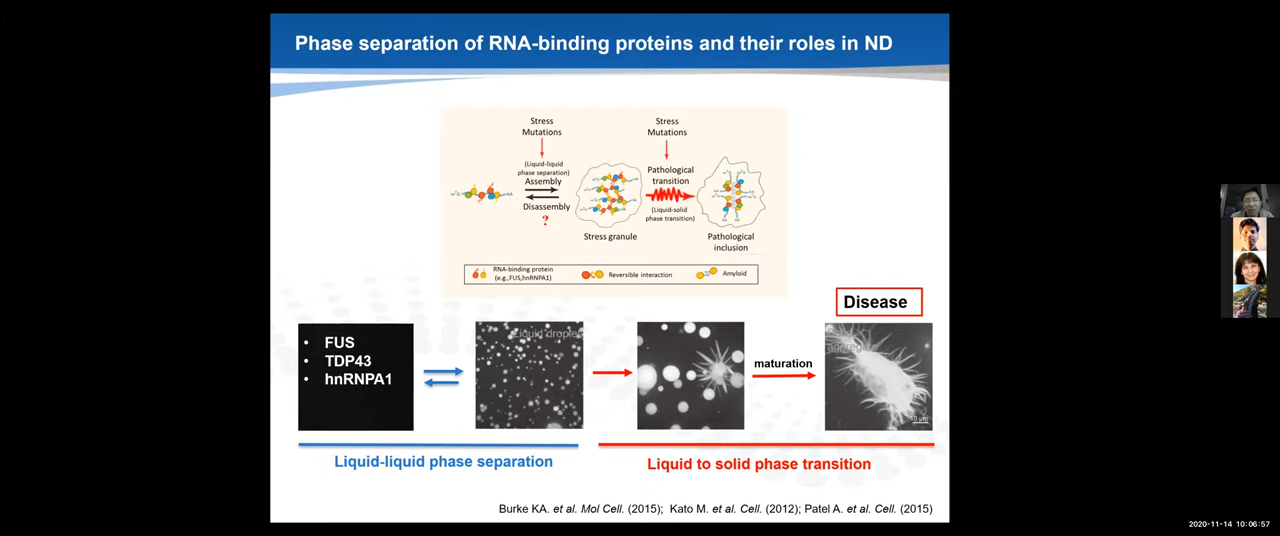 Phase separation of RNA-binding proteins and their roles in ND
Stress
Mutations
(Liquid-liquid
phase separation)
Assembly
Disassembly
?
Stress granule
Stress
Mutations
Pathological
transition
(Liquid-solid
phase transition)
Pathological
inclusion
RNA-binding protein
(e.g.,FUS,hnRNPA1)
Reversible interaction
Amyloid
Disease
• FUS
• TDP43
• hnRNPA1
Liquid droplet
maturation
10 μm
Liquid-liquid phase separation
Liquid to solid phase transition
Burke KA. et al. Mol Cell. (2015); Kato M. et al. Cell. (2012); Patel A. et al. Cell. (2015)
2020-11-14 10:06:57